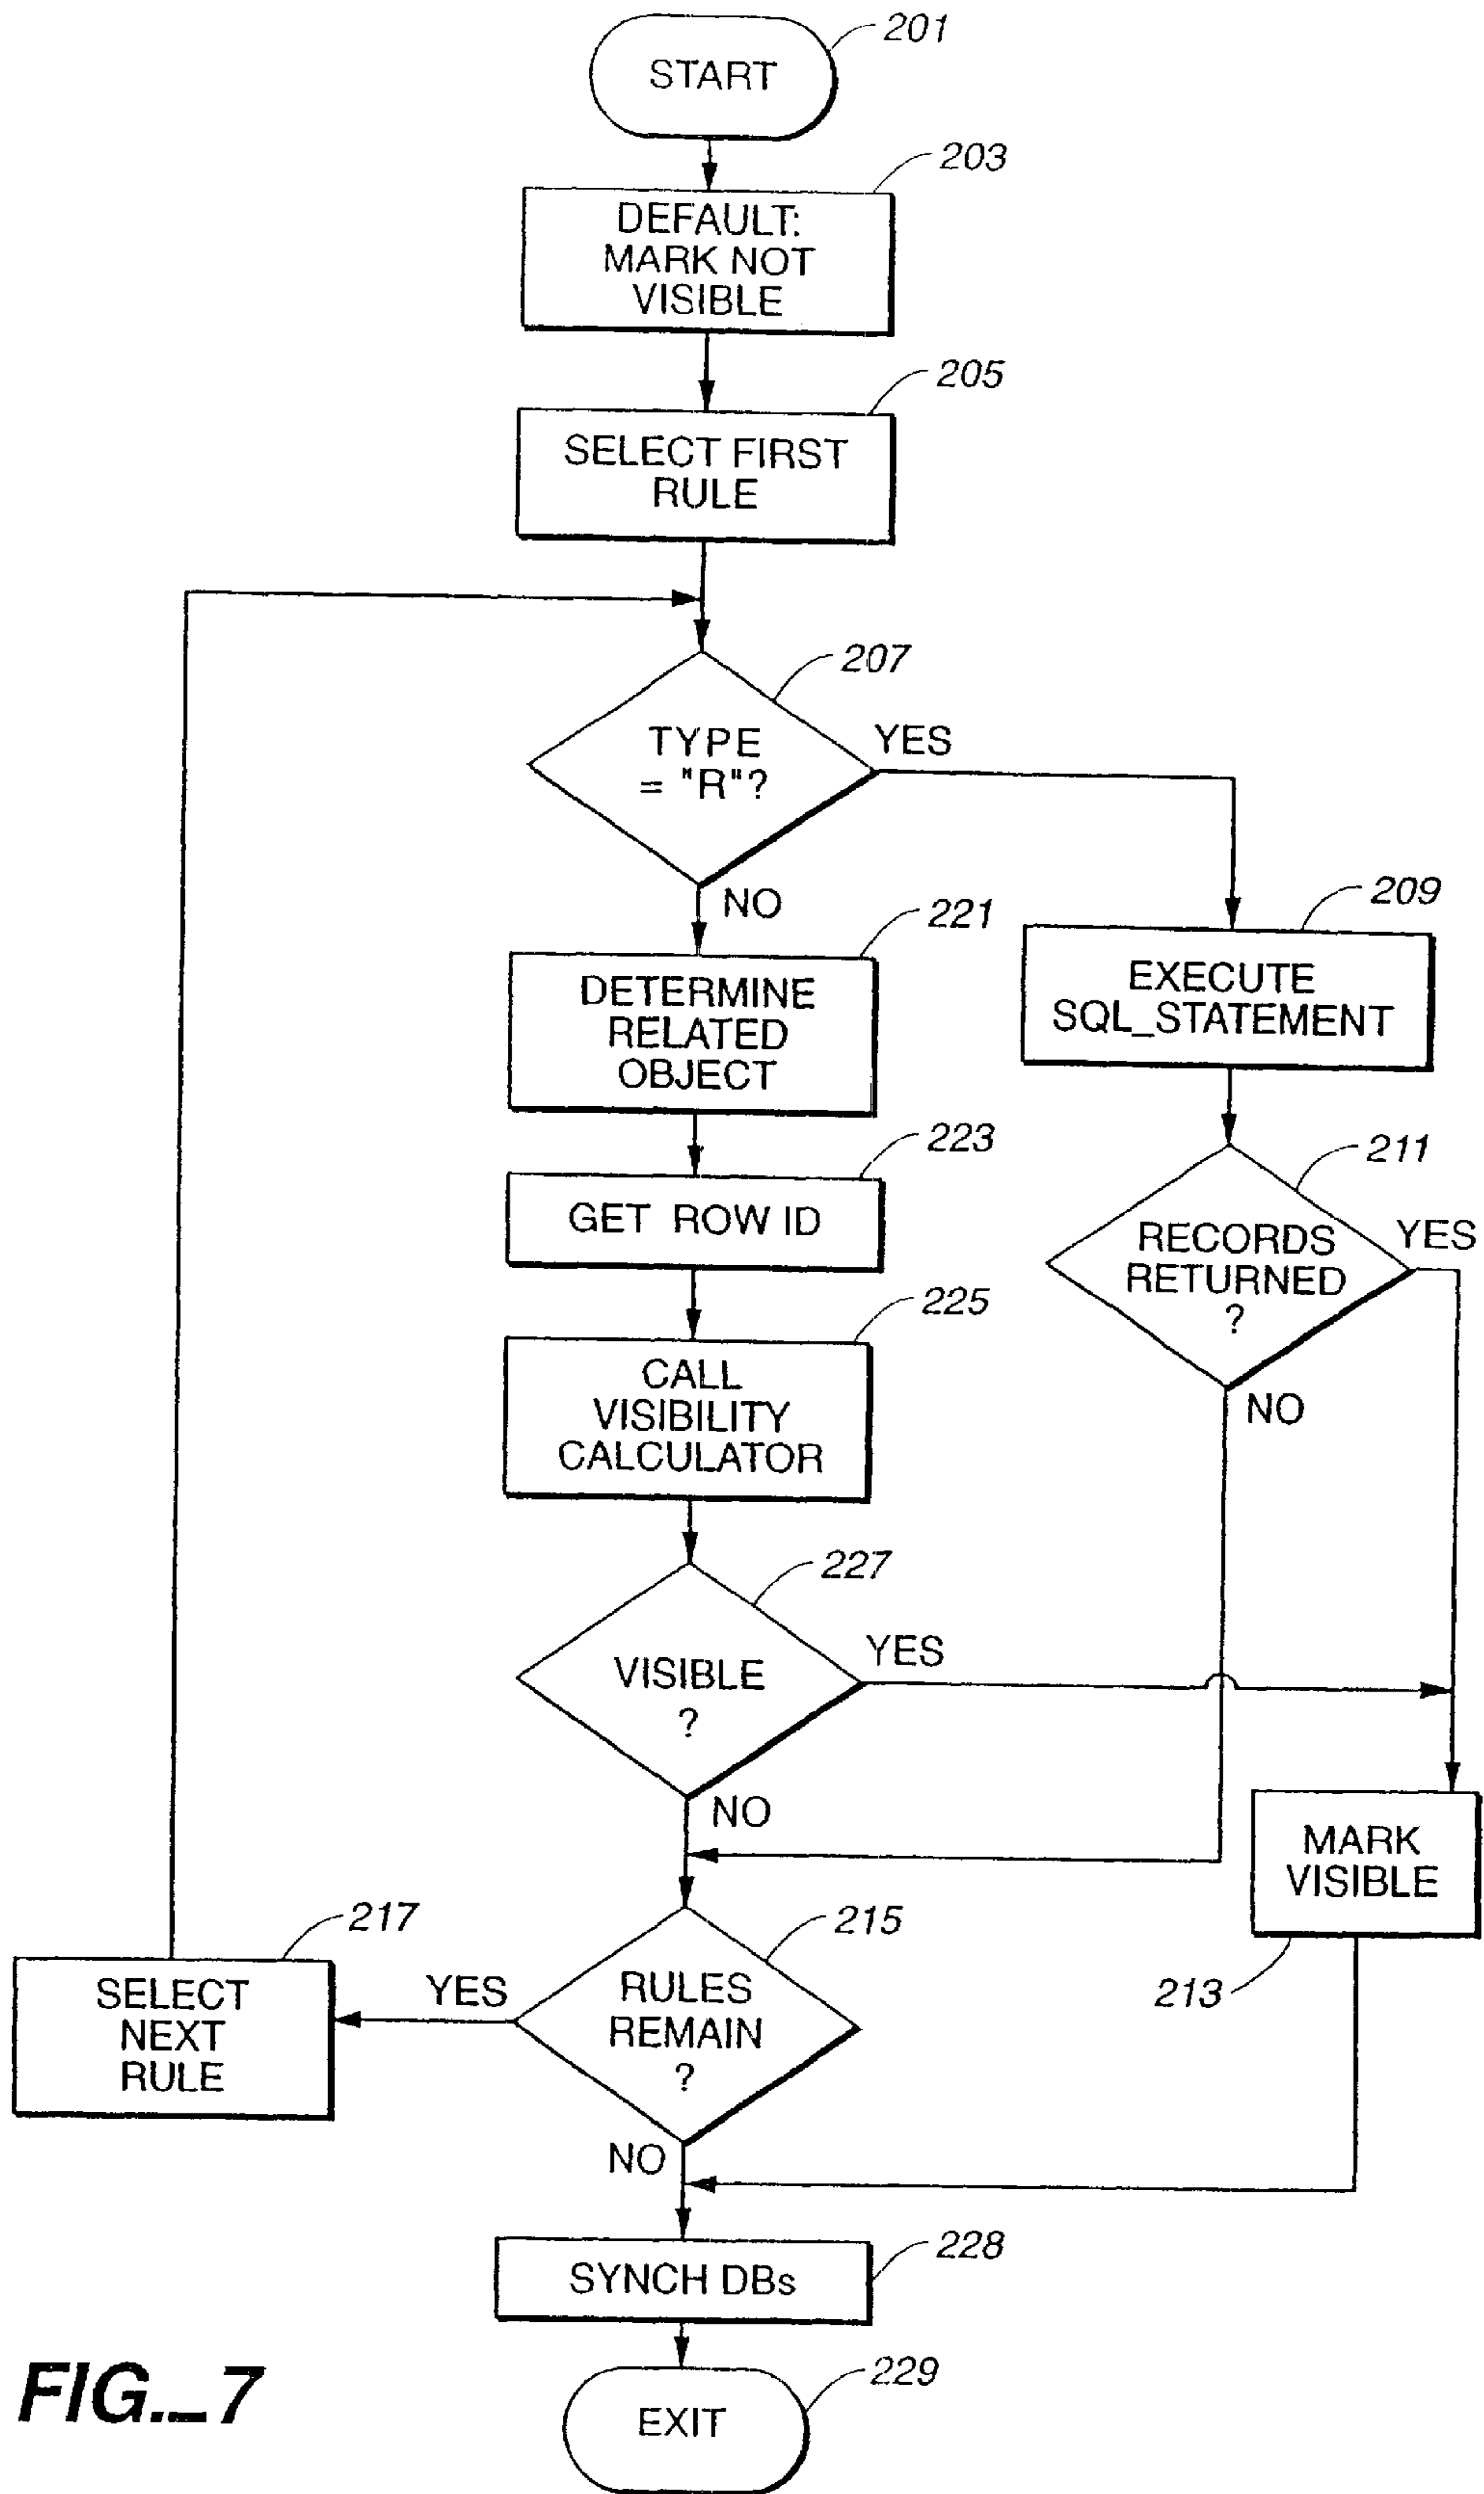 201
START
203
DEFAULT:
MARK NOT
VISIBLE
205
SELECT FIRST
RULE
207
TYPE
= "R"?
YES
NO
221
DETERMINE
RELATED
OBJECT
209
EXECUTE
SQL_STATEMENT
223
GET ROW ID
211
RECORDS
RETURNED
?
YES
NO
225
CALL
VISIBILITY
CALCULATOR
227
VISIBLE
?
YES
NO
MARK
VISIBLE
213
215
RULES
REMAIN
?
YES
NO
217
SELECT
NEXT
RULE
228
SYNCH DBs
229
EXIT
FIG._7